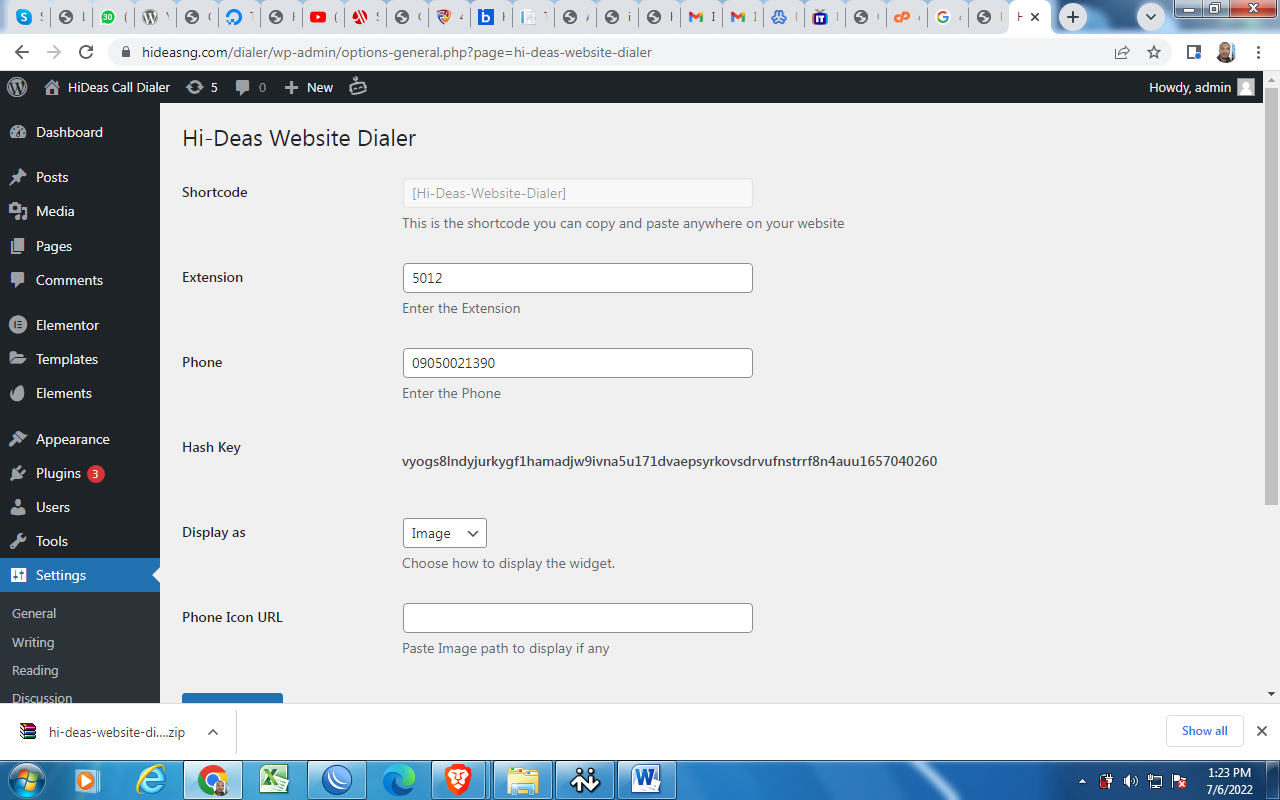 hideasng.com/dialer/wp-admin/options-general.php?page=hi-deas-website-dialer
HiDeas Call Dialer 5 0 New Howdy, admin
Dashboard
Posts
Media
Pages
Comments
Elementor
Templates
Elements
Appearance
Plugins 3
Users
Tools
Settings
General
Writing
Reading
Discussion
Hi-Deas Website Dialer
Shortcode [Hi-Deas-Website-Dialer]
This is the shortcode you can copy and paste anywhere on your website
Extension 5012
Enter the Extension
Phone 09050021390
Enter the Phone
Hash Key
vyogs8lndyjurkygf1hamadjw9ivna5u171dvaepsyrkovsdrvufnstrrf8n4auu1657040260
Display as Image
Choose how to display the widget.
Phone Icon URL
Paste Image path to display if any
hi-deas-website-di....zip Show all
1:23 PM
7/6/2022